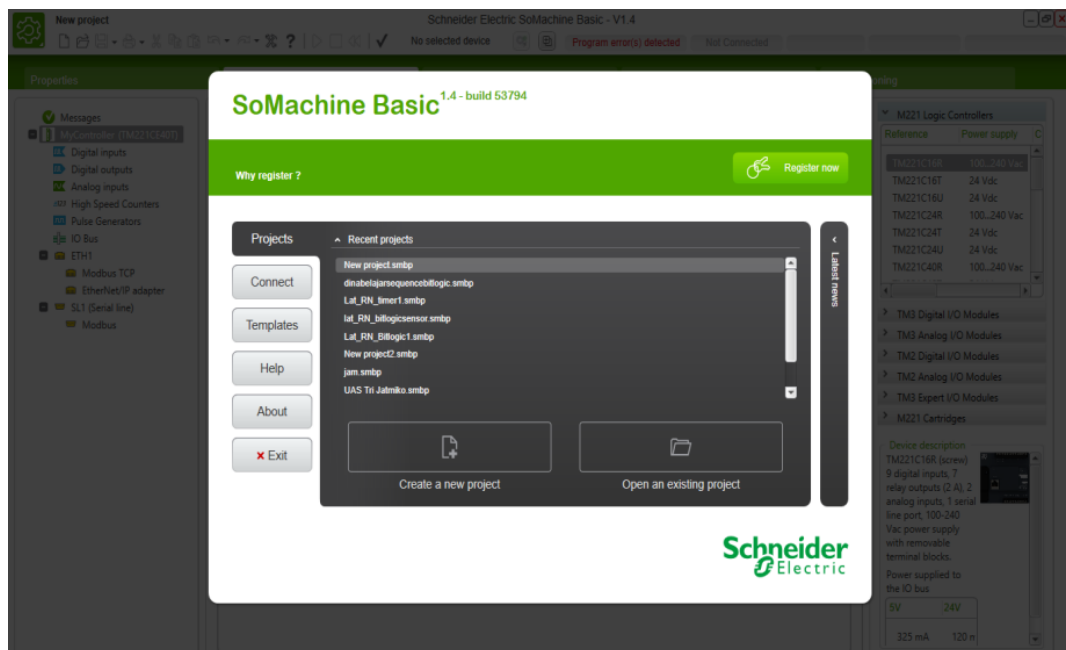 New project
Schneider Electric SoMachine Basic - V1.4
No selected device
Program error(s) detected
Not Connected
Properties
ning
Messages
MyController (TM221CE40T)
Digital inputs
Digital outputs
Analog inputs
High Speed Counters
Pulse Generators
IO Bus
ETH1
Modbus TCP
EtherNet/IP adapter
SL1 (Serial line)
Modbus
SoMachine Basic 1.4 - build 53794
Why register ?
Register now
Projects
Connect
Templates
Help
About
Exit
Recent projects
New project.smbp
dinabelajarsequencebitlogic.smbp
Lat_RN_timer1.smbp
lat_RN_bitlogicsensor.smbp
Lat_RN_Bitlogic1.smbp
New project2.smbp
jam.smbp
UAS Tri Jatmiko.smbp
Create a new project
Open an existing project
Latest news
Schneider
Electric
M221 Logic Controllers
Reference Power supply C
TM221C16R 100...240 Vac
TM221C16T 24 Vdc
TM221C16U 24 Vdc
TM221C24R 100...240 Vac
TM221C24T 24 Vdc
TM221C24U 24 Vdc
TM221C40R 100...240 Vac
TM3 Digital I/O Modules
TM3 Analog I/O Modules
TM2 Digital I/O Modules
TM2 Analog I/O Modules
TM3 Expert I/O Modules
M221 Cartridges
Device description
TM221C16R (screw)
9 digital inputs, 7
relay outputs (2 A), 2
analog inputs, 1 serial
line port, 100-240
Vac power supply
with removable
terminal blocks.
Power supplied to
the IO bus
5V 24V
325 mA 120 m